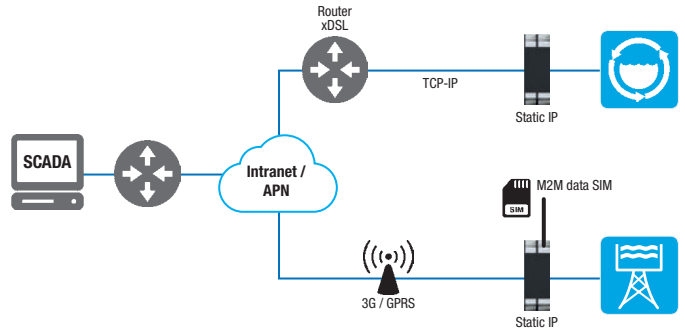 Router
xDSL
TCP-IP
Static IP
SCADA
Intranet /
APN
M2M data SIM
SIM
3G / GPRS
Static IP